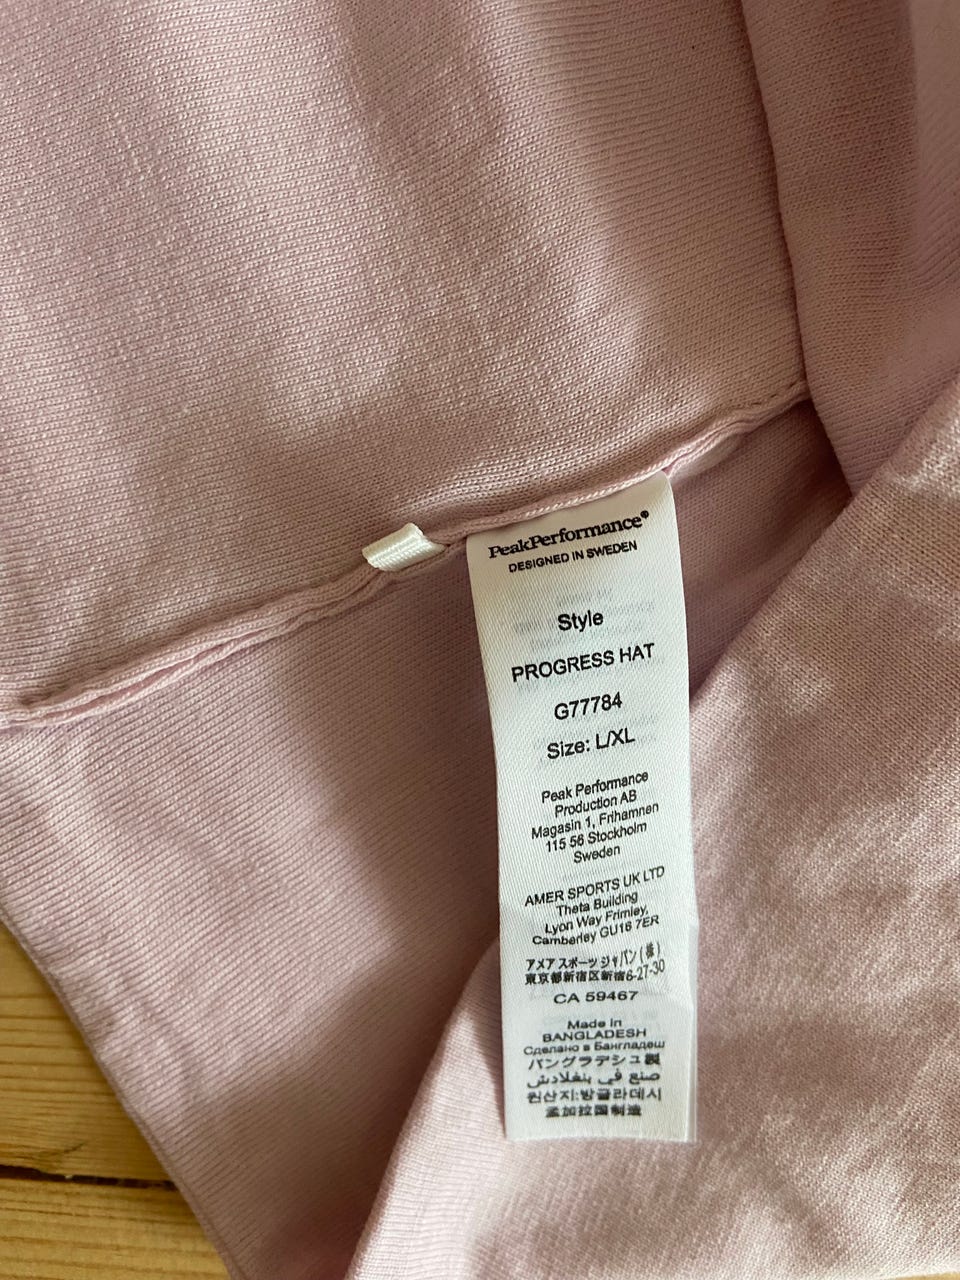 PeakPerformance®
DESIGNED IN SWEDEN
Style
PROGRESS HAT
G77784
Size: L/XL
Peak Performance
Production AB
Magasin 1, Frihamnen
115 56 Stockholm
Sweden
AMER SPORTS UK LTD
Theta Building
Lyon Way Frimley,
Camberley GU16 7ER
アメア スポーツ ジャパン(株)
東京都新宿区新宿6-27-30
CA 59467
Made in
BANGLADESH
Сделано в Бангладеш
バングラデシュ製
صنع في بنغلادش
원산지:방글라데시
孟加拉国制造